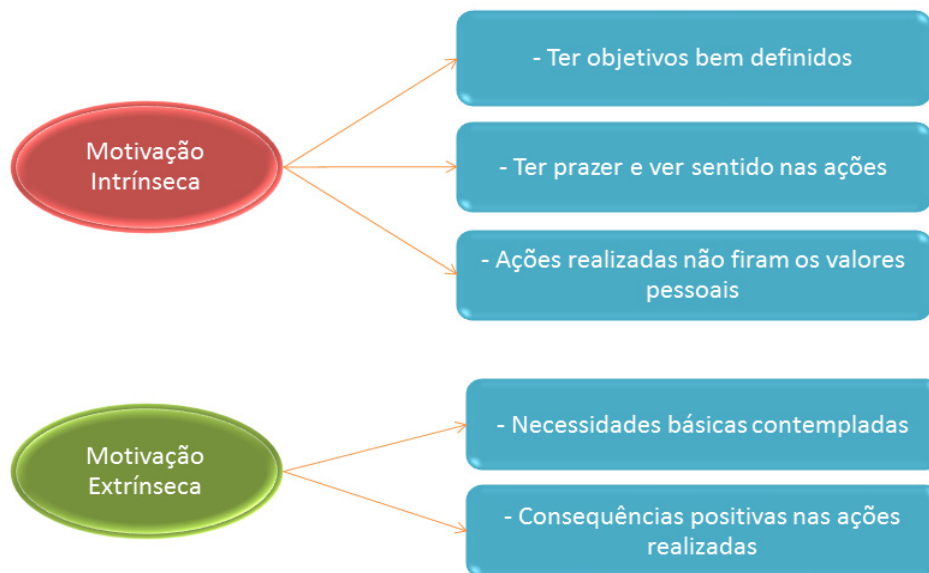 - Ter objetivos bem definidos
Motivação
Intrínseca
- Ter prazer e ver sentido nas ações
- Ações realizadas não firam os valores
pessoais
Motivação
Extrínseca
- Necessidades básicas contempladas
- Consequências positivas nas ações
realizadas